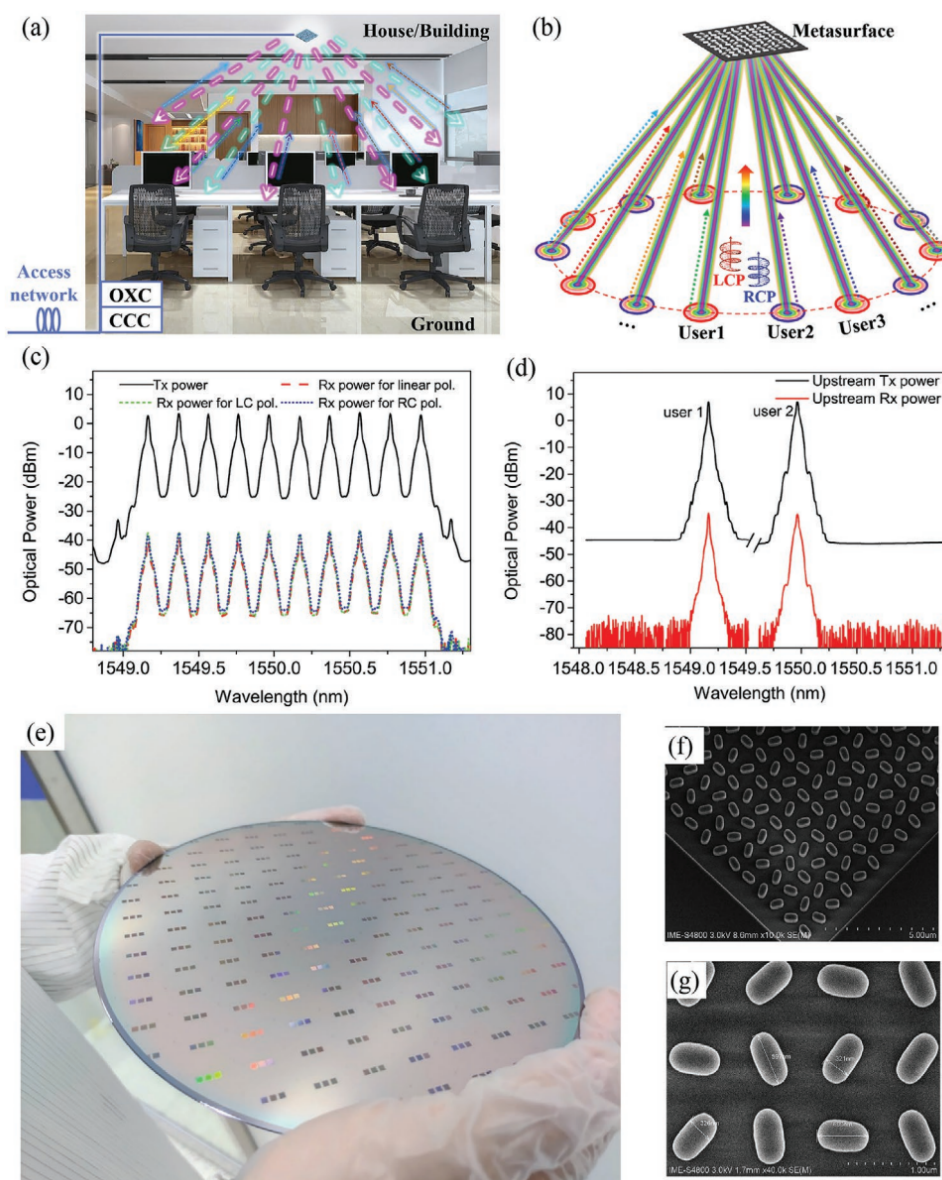 (a)
House/Building
Access
network
OXC
CCC
Ground
(b)
Metasurface
LCP
RCP
...
User1
User2
User3
...
(c)
Tx power
Rx power for linear pol.
Rx power for LC pol.
Rx power for RC pol.
Optical Power (dBm)
10
0
-10
-20
-30
-40
-50
-60
-70
1549.0 1549.5 1550.0 1550.5 1551.0
Wavelength (nm)
(d)
Upstream Tx power
Upstream Rx power
user 1
user 2
Optical Power (dBm)
10
0
-10
-20
-30
-40
-50
-60
-70
-80
1548.0 1548.5 1549.0 1549.5 1550.0 1550.5 1551.0
Wavelength (nm)
(e)
(f)
IME-S4800 3.0kV 8.6mm x10.0k SE(M)
5.00um
(g)
321nm
IME-S4800 3.0kV 1.7mm x40.0k SE(M)
1.00um